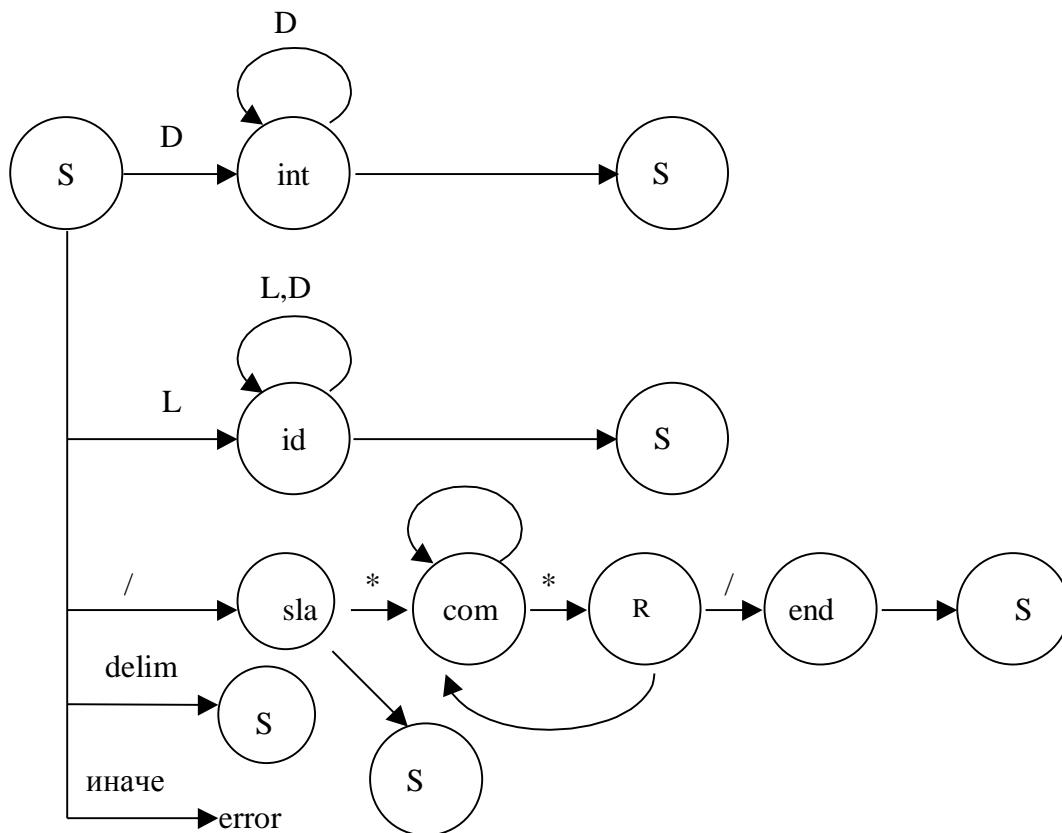 D
S D int S
L,D
L id S
/ sla * com * R / end S
delim
S
S
иначе
error